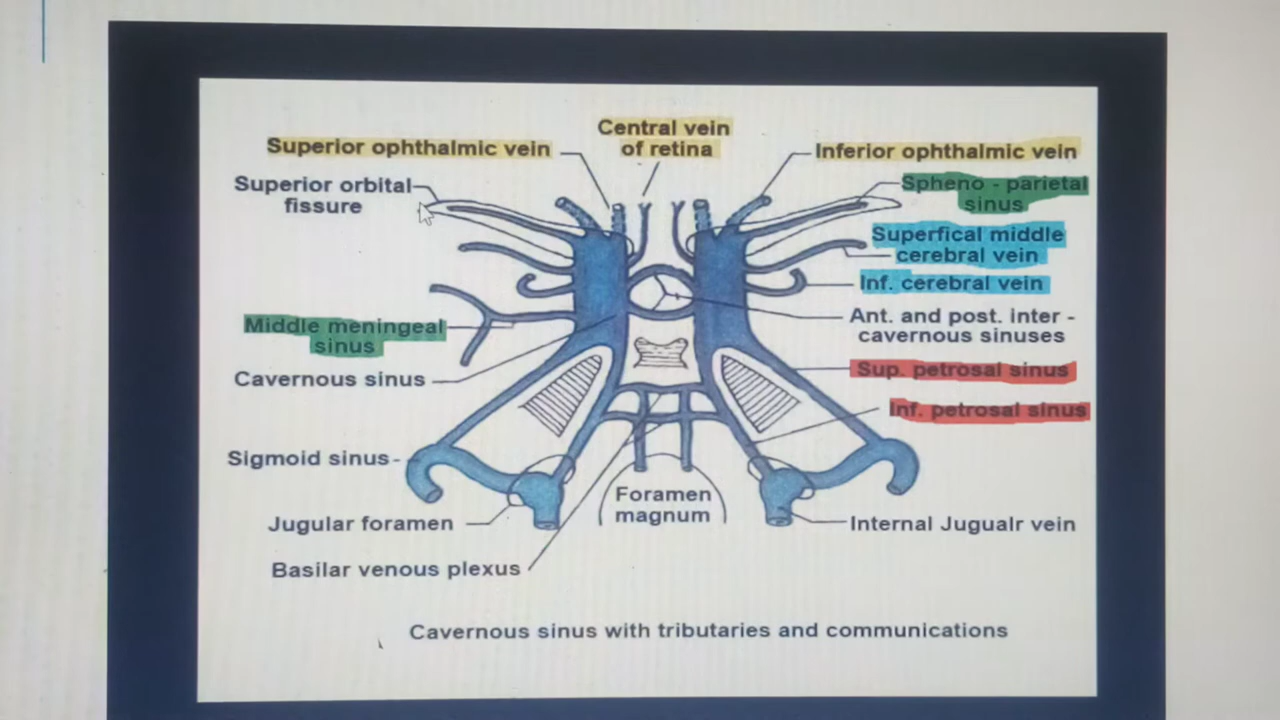 Central vein
of retina
Superior ophthalmic vein
Inferior ophthalmic vein
Superior orbital
fissure
Spheno - parietal
sinus
Superfical middle
cerebral vein
Inf. cerebral vein
Ant. and post. inter -
cavernous sinuses
Middle meningeal
sinus
Cavernous sinus
Sup. petrosal sinus
Inf. petrosal sinus
Sigmoid sinus
Foramen
magnum
Jugular foramen
Internal Jugualr vein
Basilar venous plexus
Cavernous sinus with tributaries and communications